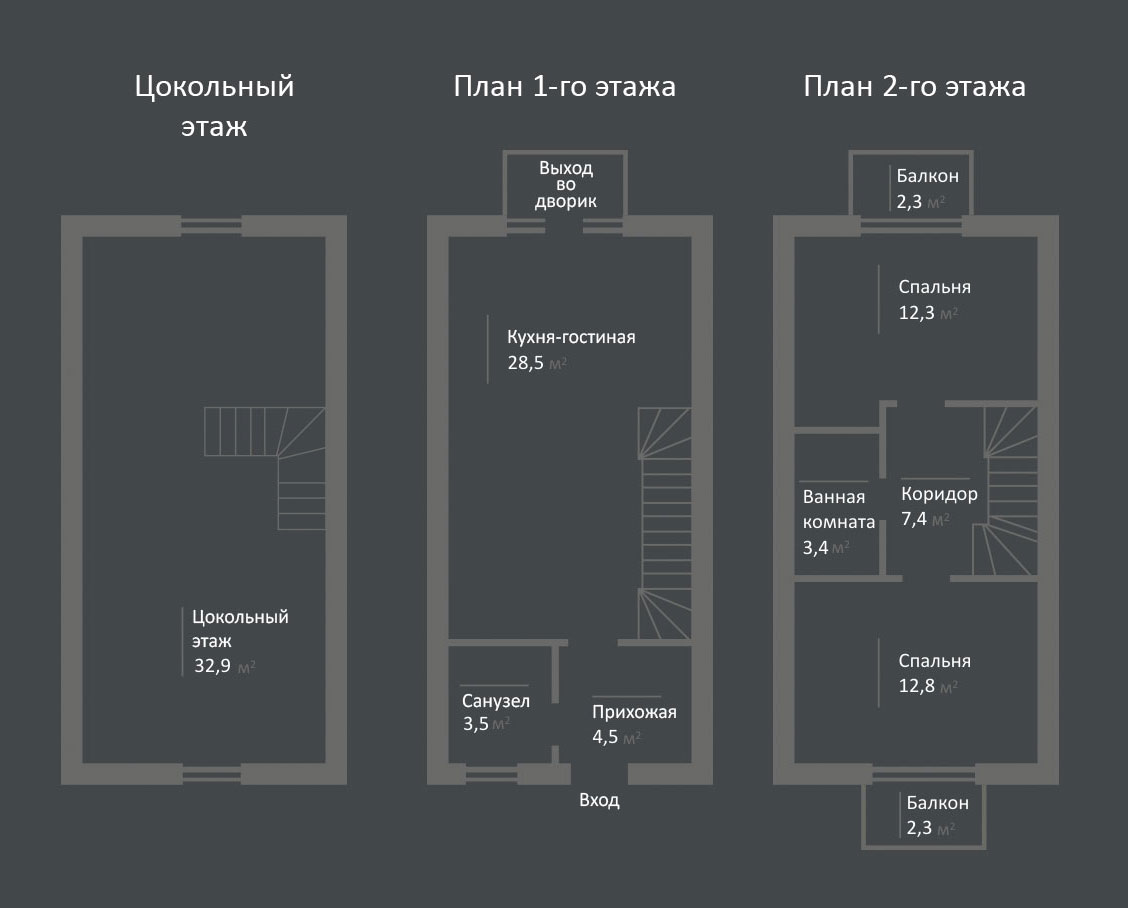 Цокольный
этаж
План 1-го этажа
План 2-го этажа
Цокольный
этаж
32,9 м²
Выход
во
дворик
Кухня-гостиная
28,5 м²
Санузел
3,5 м²
Прихожая
4,5 м²
Вход
Балкон
2,3 м²
Спальня
12,3 м²
Ванная
комната
3,4 м²
Коридор
7,4 м²
Спальня
12,8 м²
Балкон
2,3 м²